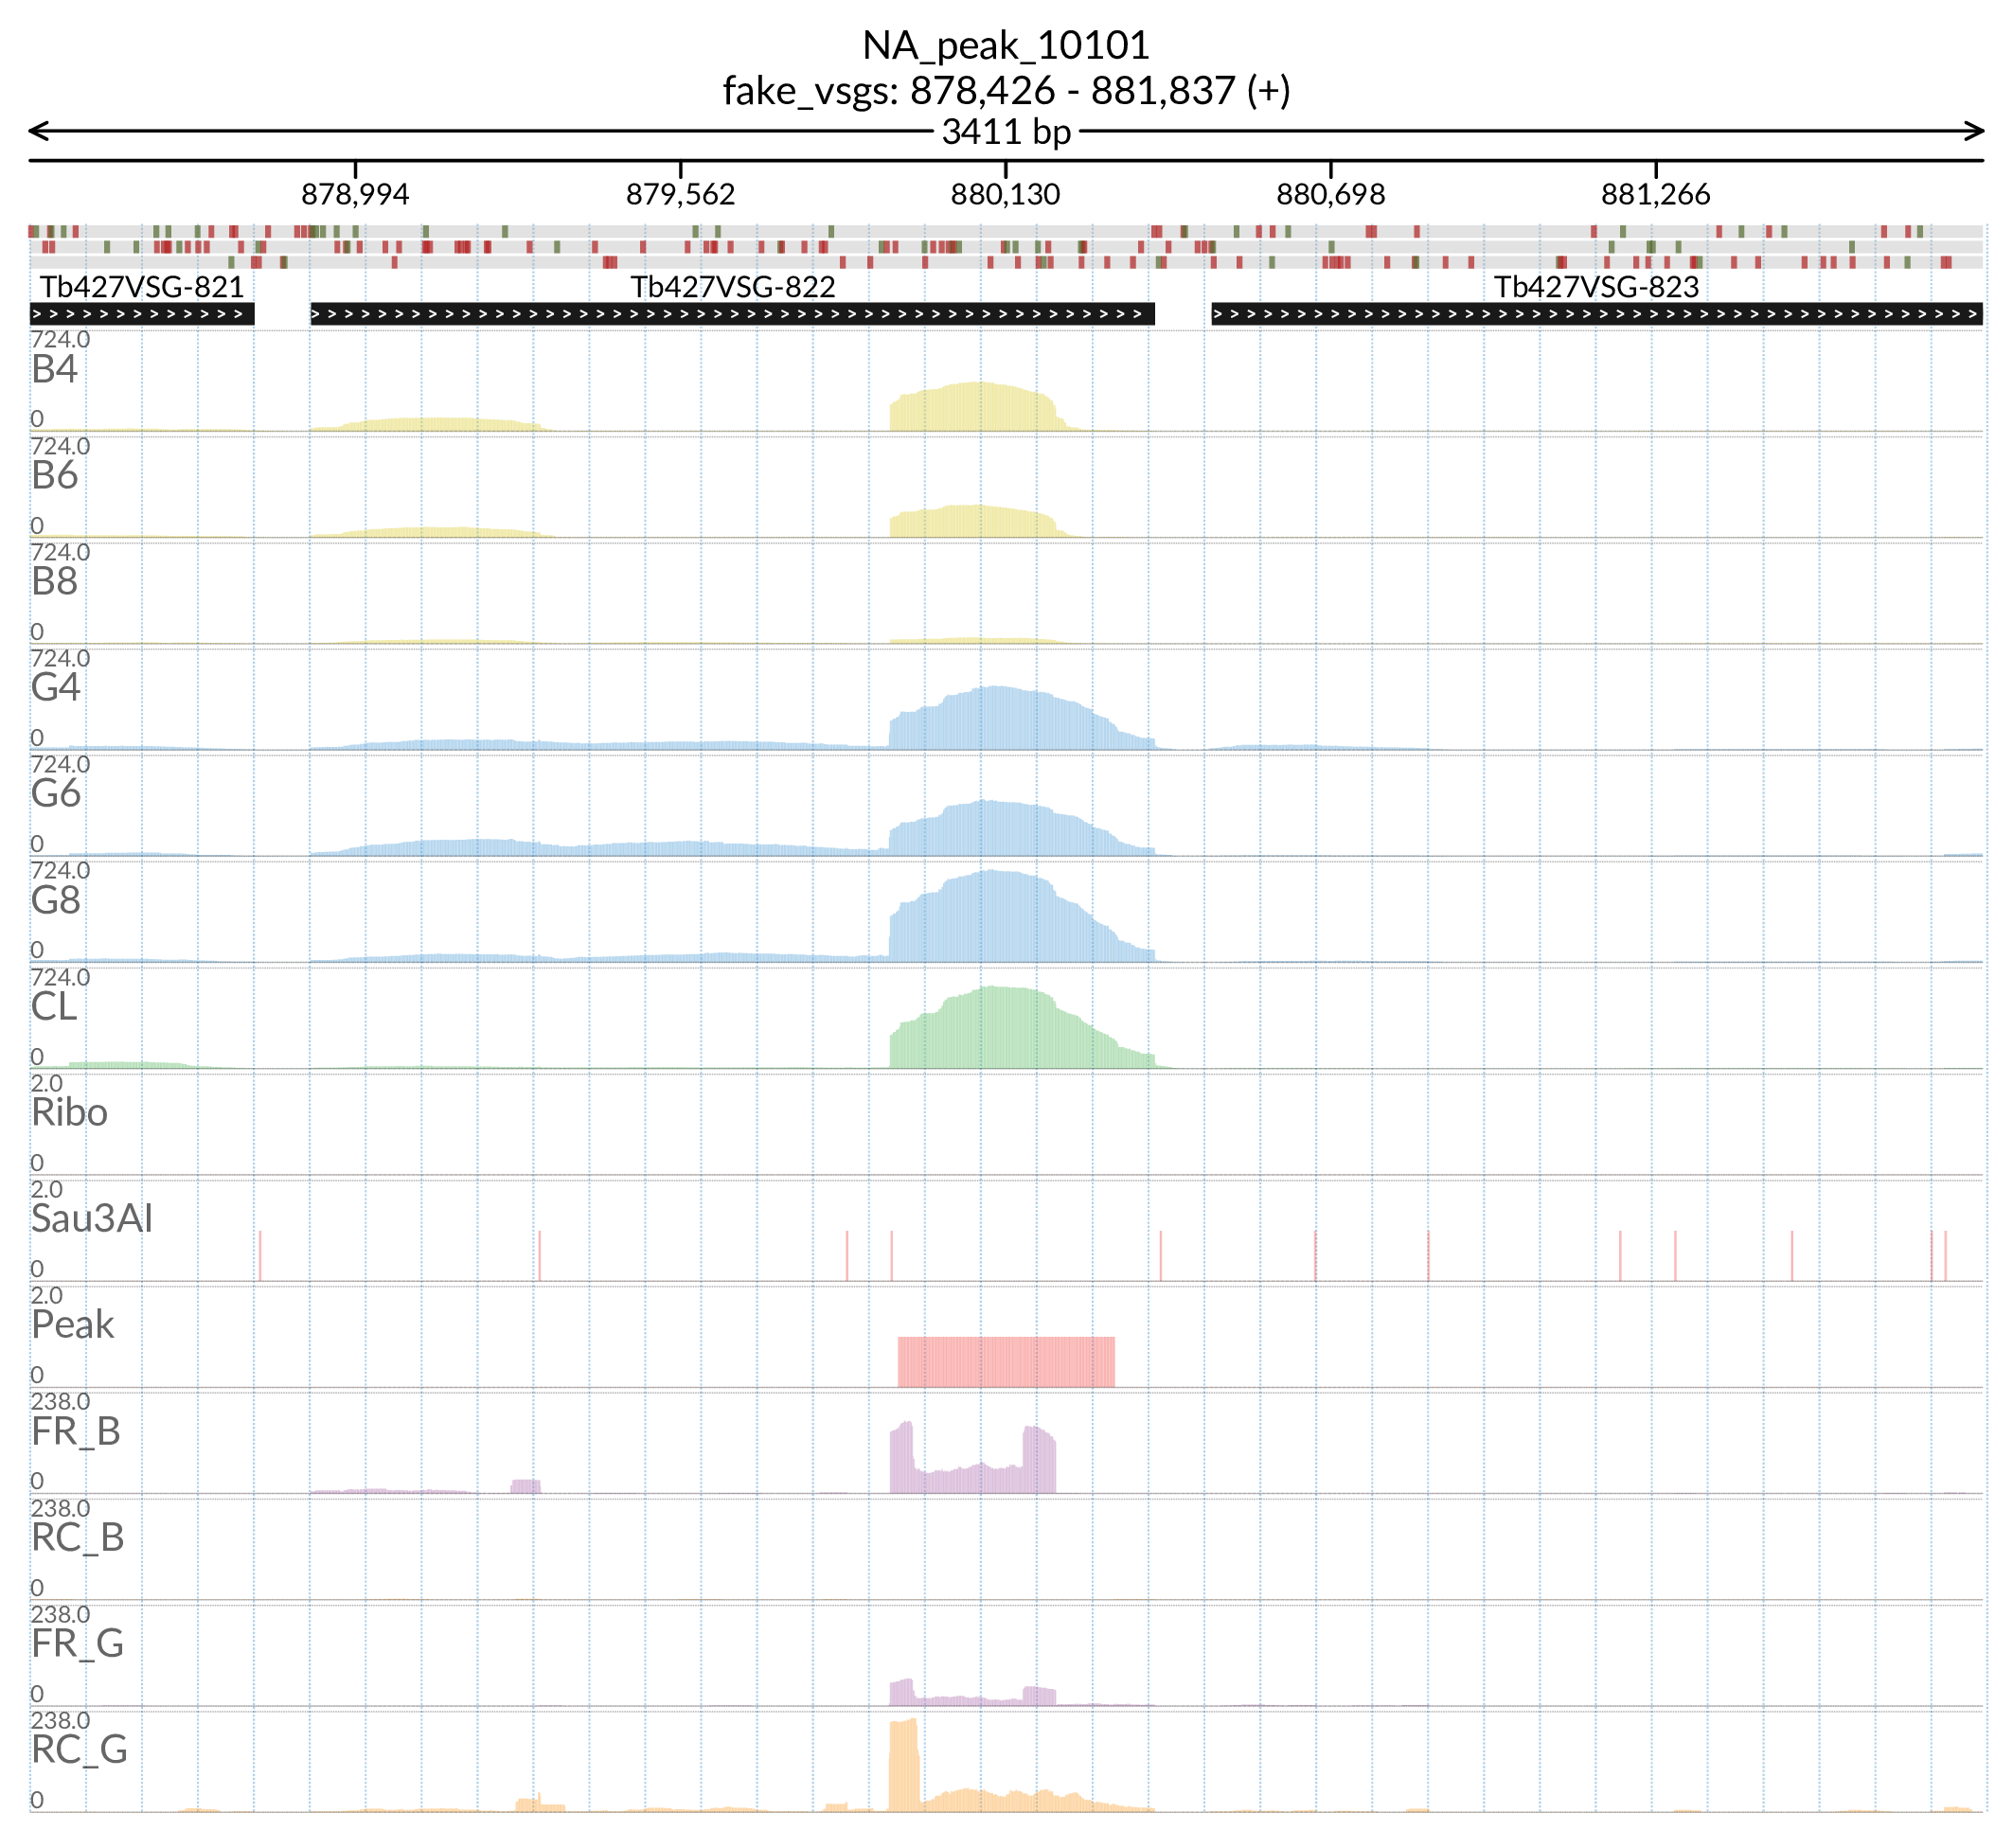 NA_peak_10101
fake_vsgs: 878,426 - 881,837 (+)
3411 bp
878,994 879,562 880,130 880,698 881,266
Tb427VSG-821 Tb427VSG-822 Tb427VSG-823
724.0
B4
0
724.0
B6
0
724.0
B8
0
724.0
G4
0
724.0
G6
0
724.0
G8
0
724.0
CL
0
2.0
Ribo
0
2.0
Sau3AI
0
2.0
Peak
0
238.0
FR_B
0
238.0
RC_B
0
238.0
FR_G
0
238.0
RC_G
0